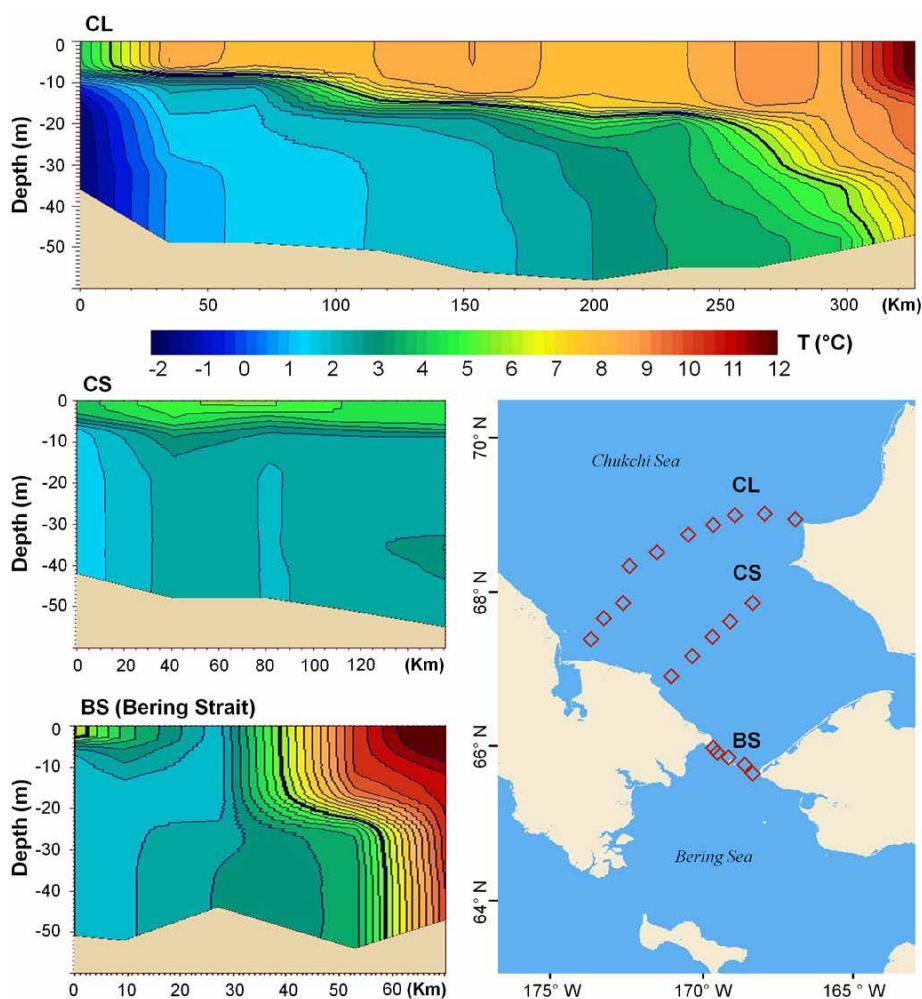 CL
Depth (m)
0
-10
-20
-30
-40
-50
0 50 100 150 200 250 300 (Km)
T (°C)
-2 -1 0 1 2 3 4 5 6 7 8 9 10 11 12
CS
Depth (m)
0
-10
-20
-30
-40
-50
0 20 40 60 80 100 120 (Km)
BS (Bering Strait)
Depth (m)
0
-10
-20
-30
-40
-50
0 10 20 30 40 50 60 (Km)
70° N
68° N
66° N
64° N
Chukchi Sea
CL
CS
BS
Bering Sea
175° W 170° W 165° W